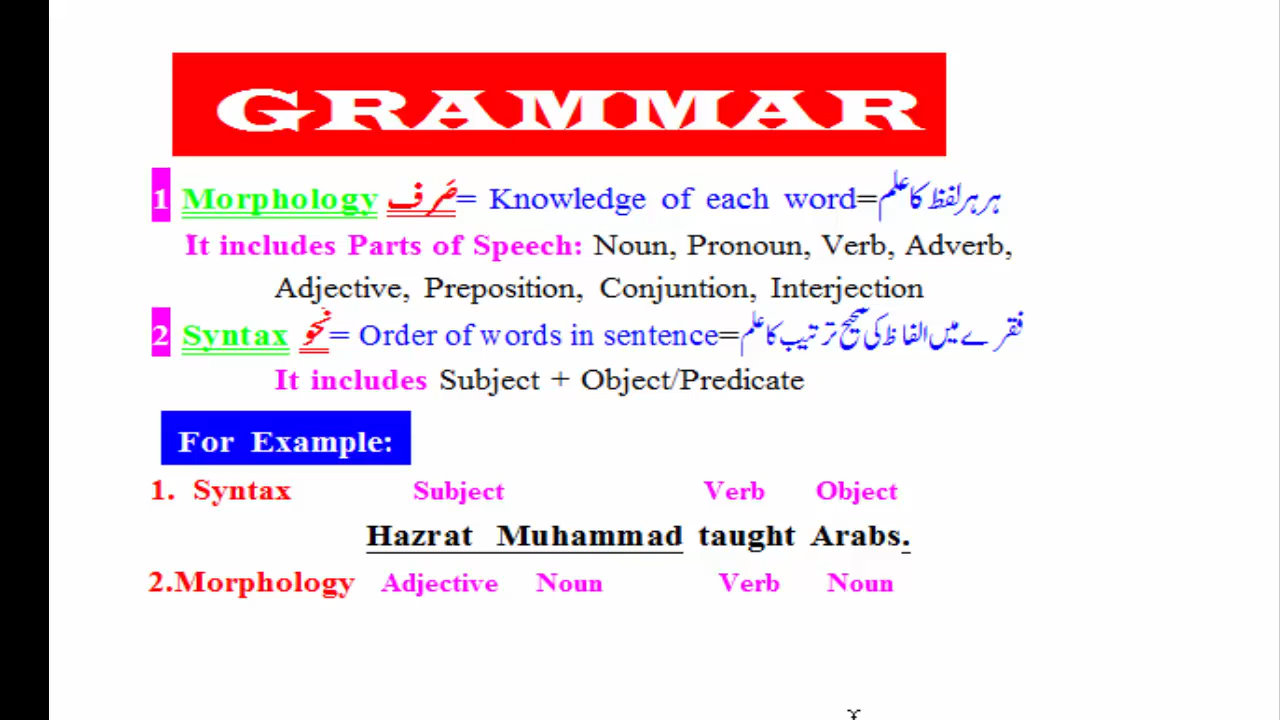 GRAMMAR
1 Morphology صَرف= Knowledge of each word=ہر ہر لفظ کا علم
It includes Parts of Speech: Noun, Pronoun, Verb, Adverb,
Adjective, Preposition, Conjuntion, Interjection
2 Syntax نحو= Order of words in sentence=فقرے میں الفاظ کی صحیح ترتیب کا علم
It includes Subject + Object/Predicate
For Example:
1. Syntax Subject Verb Object
Hazrat Muhammad taught Arabs.
2.Morphology Adjective Noun Verb Noun